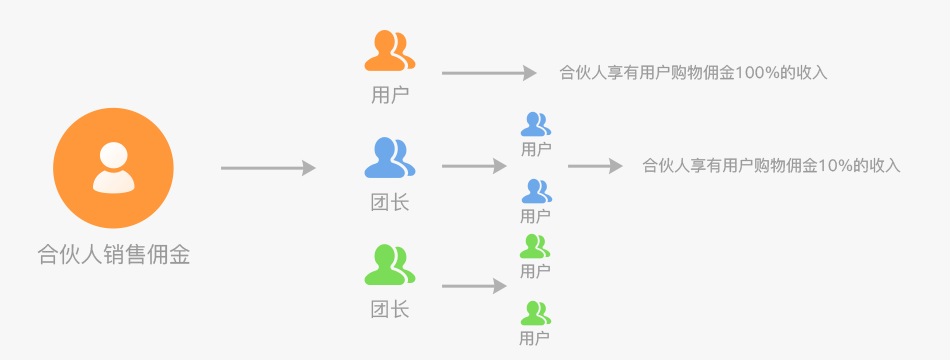 用户
合伙人享有用户购物佣金100%的收入
合伙人销售佣金
团长
用户
用户
合伙人享有用户购物佣金10%的收入
团长
用户
用户